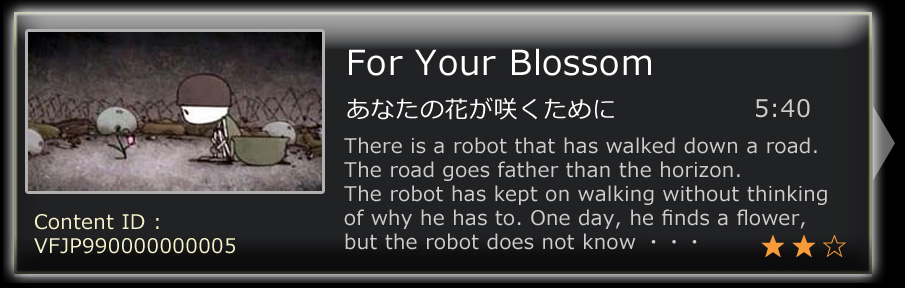 For Your Blossom
あなたの花が咲くために
5:40
There is a robot that has walked down a road.
The road goes father than the horizon.
The robot has kept on walking without thinking
of why he has to. One day, he finds a flower,
but the robot does not know ・・・
Content ID :
VFJP990000000005